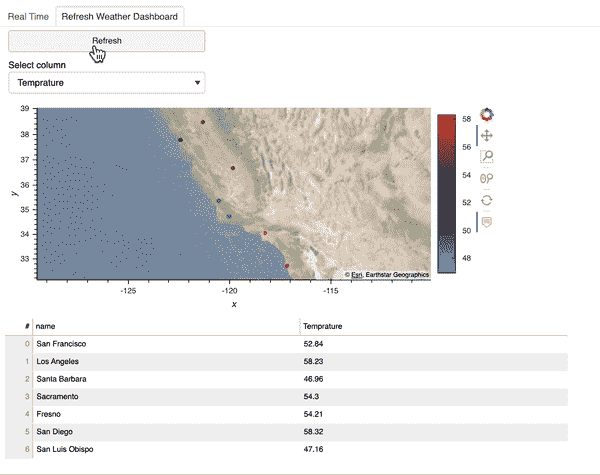 Real Time
Refresh Weather Dashboard
Refresh
Select column
Temprature
39
38
37
36
35
34
33
y
-125
-120
-115
x
© Esri, Earthstar Geographics
58
56
54
52
50
48
# name Temprature
0 San Francisco 52.84
1 Los Angeles 58.23
2 Santa Barbara 46.96
3 Sacramento 54.3
4 Fresno 54.21
5 San Diego 58.32
6 San Luis Obispo 47.16